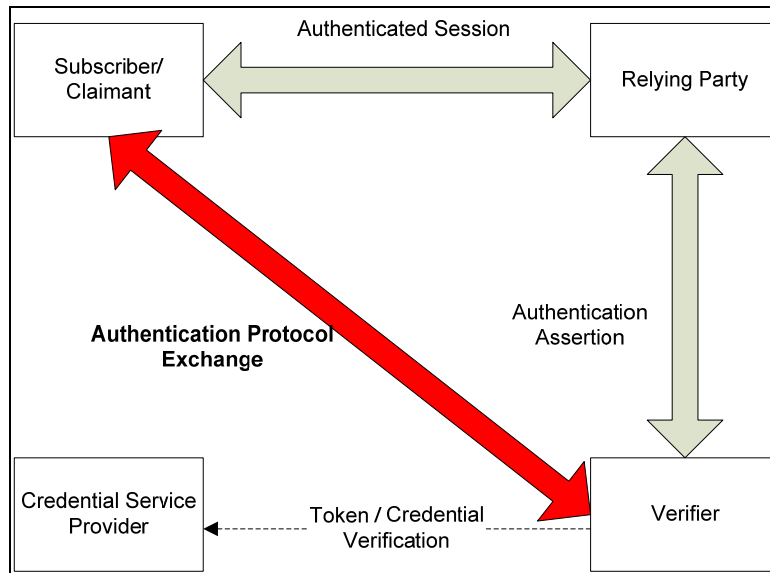 Authenticated Session
Subscriber/
Claimant
Relying Party
Authentication Protocol
Exchange
Authentication
Assertion
Credential Service
Provider
Token / Credential
Verification
Verifier